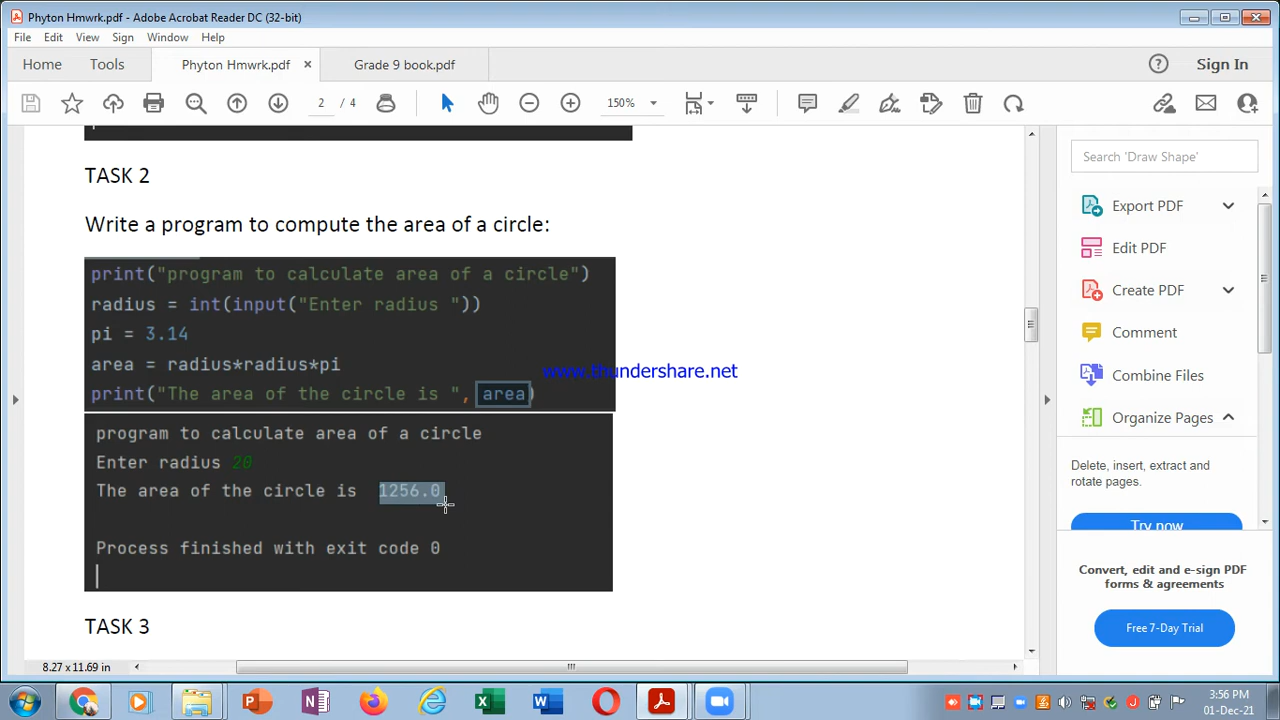 Phyton Hmwrk.pdf - Adobe Acrobat Reader DC (32-bit)
File Edit View Sign Window Help
Home Tools Phyton Hmwrk.pdf × Grade 9 book.pdf Sign In
2 / 4 150%
TASK 2
Write a program to compute the area of a circle:
print("program to calculate area of a circle")
radius = int(input("Enter radius "))
pi = 3.14
area = radius*radius*pi
www.thundershare.net
print("The area of the circle is ", area)
program to calculate area of a circle
Enter radius 20
The area of the circle is 1256.0
Process finished with exit code 0
TASK 3
8.27 x 11.69 in
Search 'Draw Shape'
Export PDF
Edit PDF
Create PDF
Comment
Combine Files
Organize Pages
Delete, insert, extract and
rotate pages.
Try now
Convert, edit and e-sign PDF
forms & agreements
Free 7-Day Trial
3:56 PM
01-Dec-21